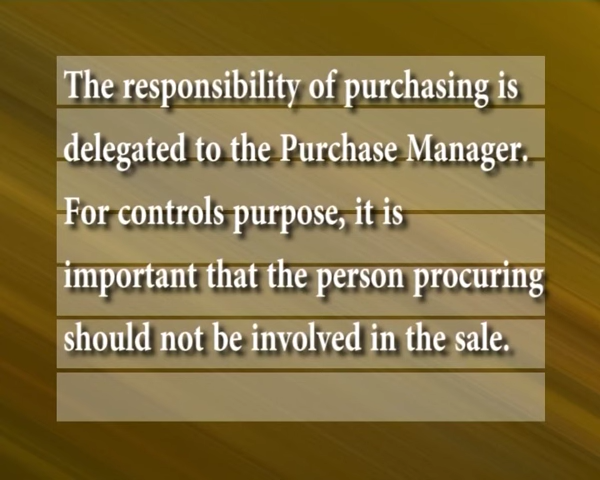 The responsibility of purchasing is
delegated to the Purchase Manager.
For controls purpose, it is
important that the person procuring
should not be involved in the sale.